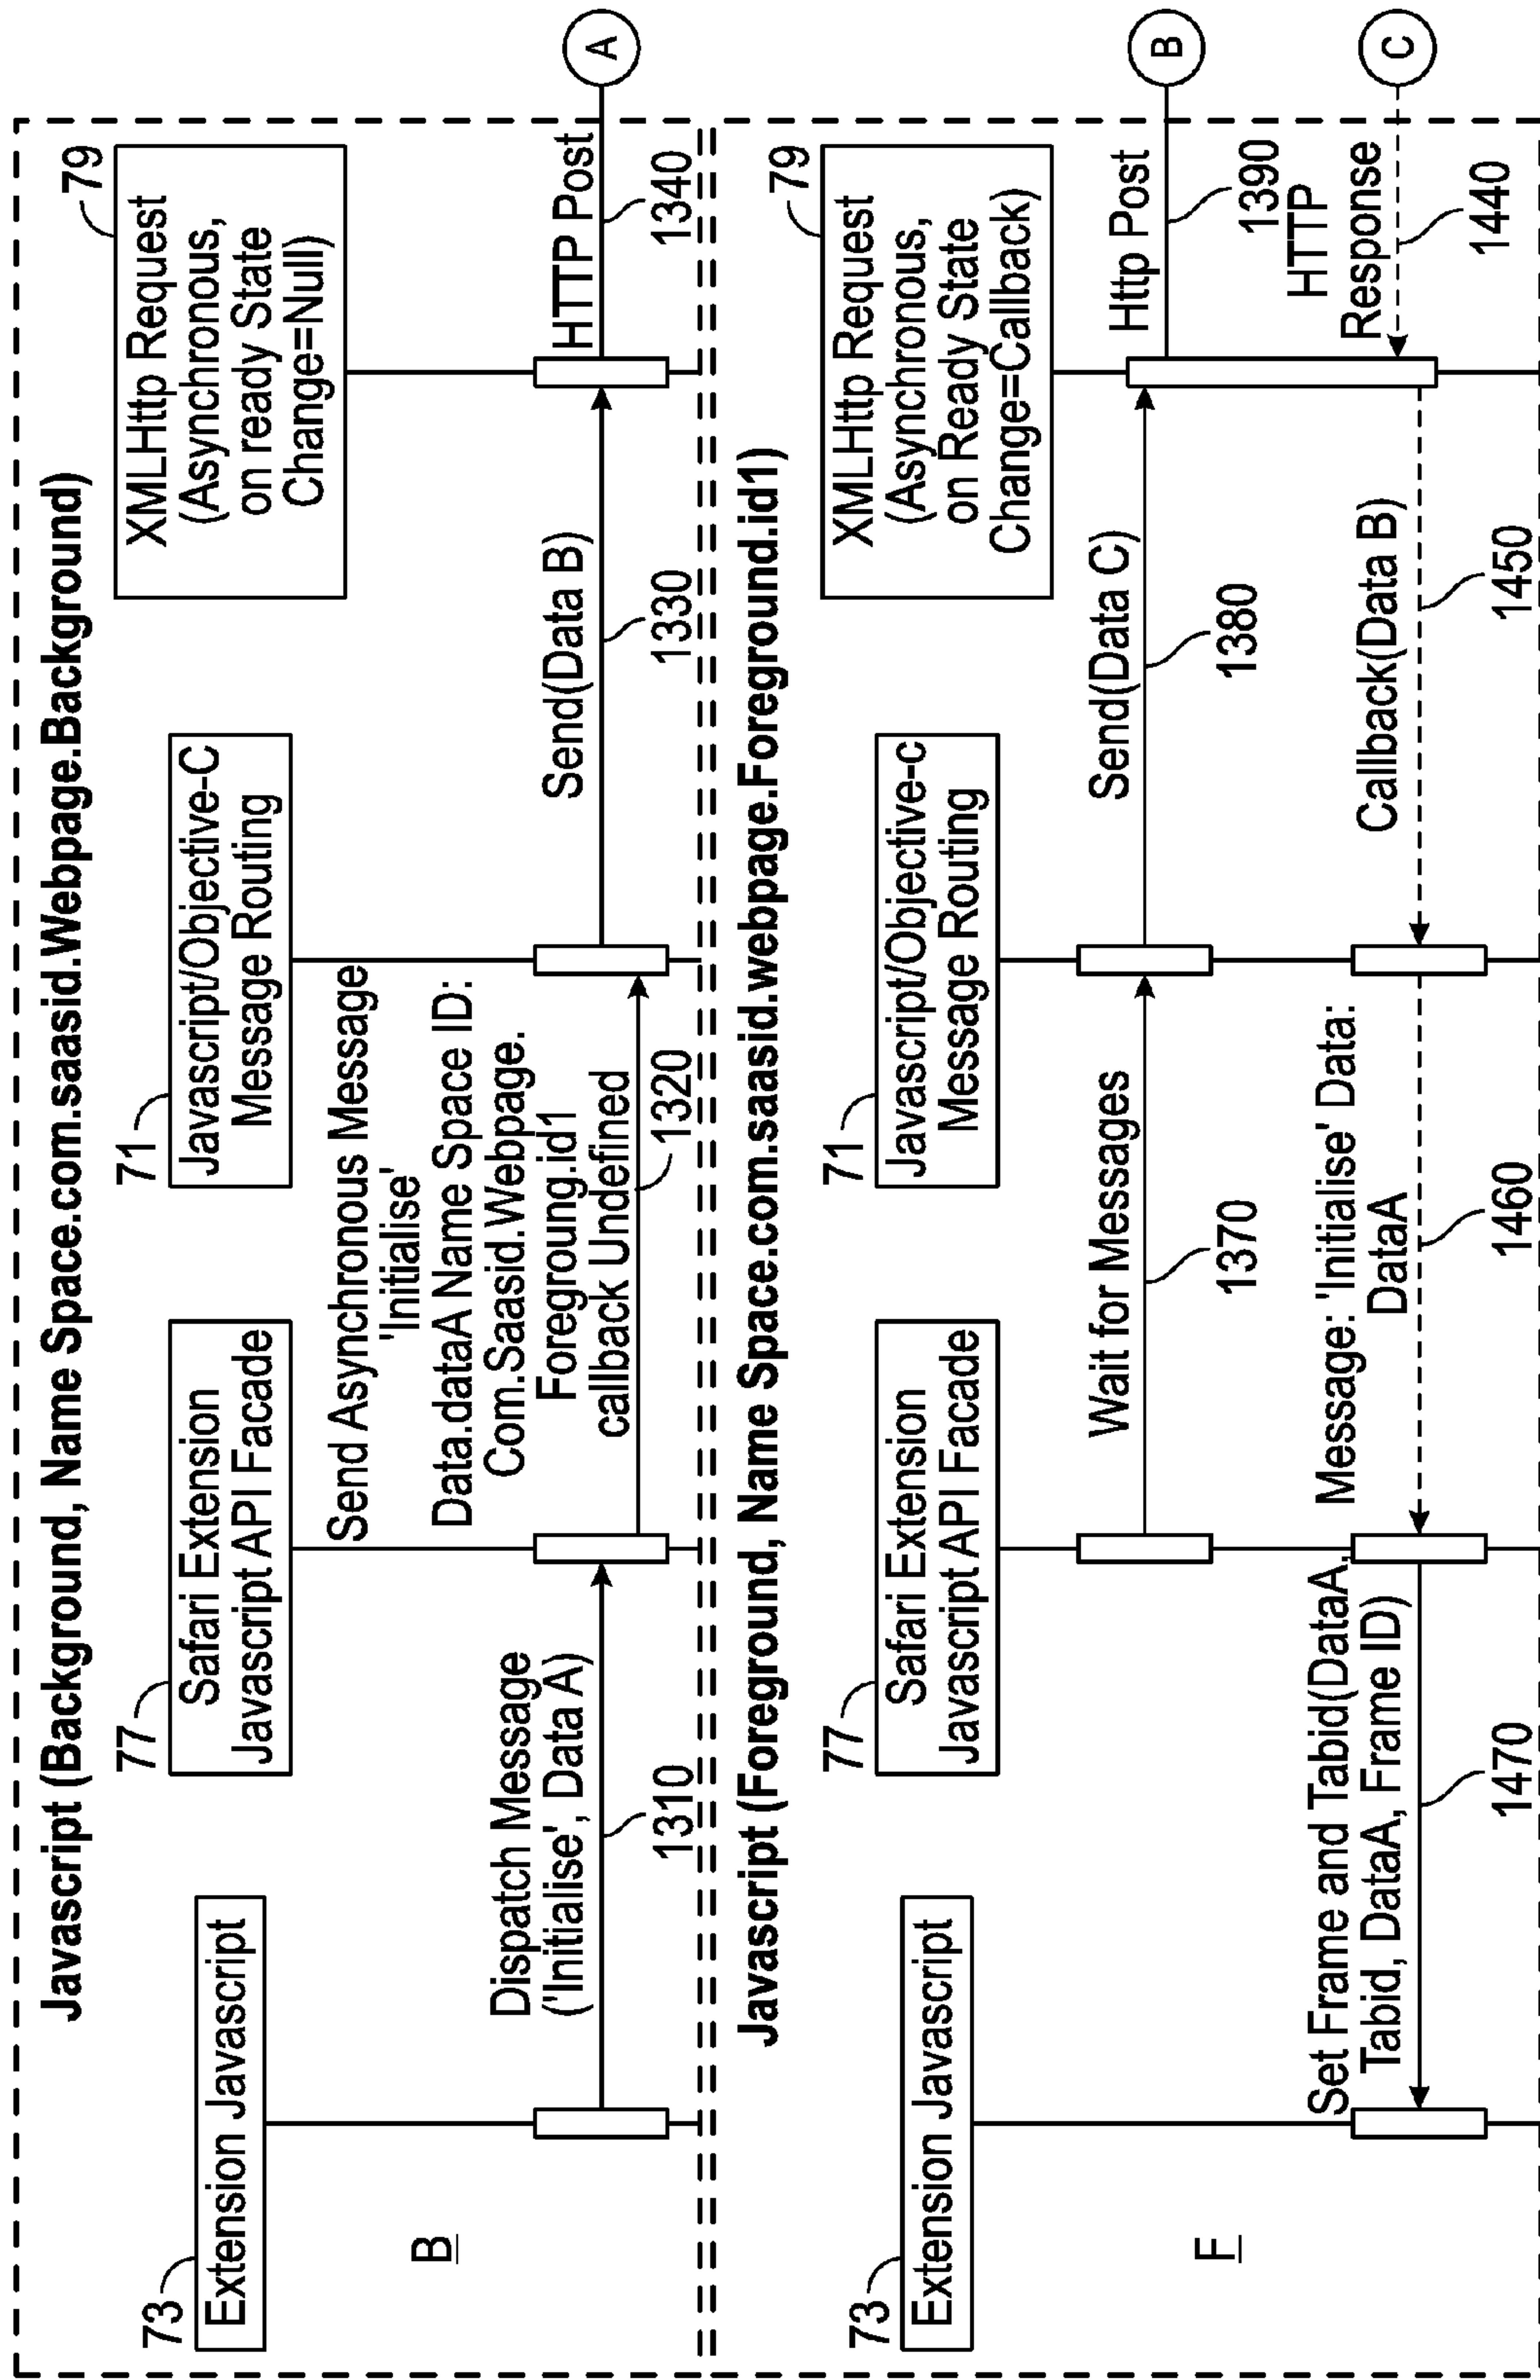 Javascript (Background, Name Space.com.saasid.Webpage.Background)
73
Extension Javascript
77
Safari Extension
Javascript API Facade
71
Javascript/Objective-C
Message Routing
79
XMLHttp Request
(Asynchronous,
on ready State
Change=Null)
B
Dispatch Message
('Initialise', Data A)
1310
Send Asynchronous Message
'Initialise'
Data.dataA Name Space ID:
Com.Saasid.Webpage.
Foregroung.id1
callback Undefined
1320
Send(Data B)
1330
HTTP Post
1340
A
Javascript (Foreground, Name Space.com.saasid.webpage.Foreground.id1)
73
Extension Javascript
77
Safari Extension
Javascript API Facade
71
Javascript/Objective-c
Message Routing
79
XMLHttp Request
(Asynchronous,
on Ready State
Change=Callback)
F
Wait for Messages
1370
Send(Data C)
1380
Http Post
1390
B
HTTP
Response
1440
C
Callback(Data B)
1450
Message: 'Initialise' Data:
DataA
1460
Set Frame and Tabid(DataA,
Tabid, DataA, Frame ID)
1470